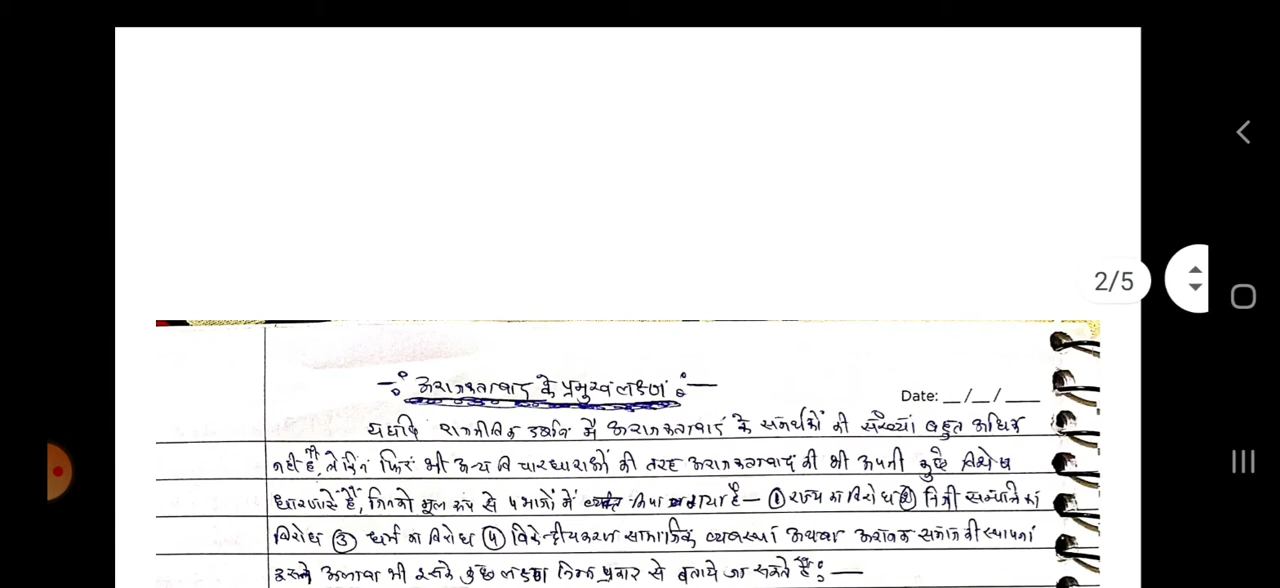 2/5
अराजकतावाद के प्रमुख लक्षण
Date: __/__/___
यद्यपि राजनीतिक दर्शन में अराजकतावाद के समर्थकों की संख्या बहुत अधिक
नही है, लेकिन फिर भी अन्य विचारधाराओं की तरह अराजकतावाद की भी अपनी कुछ विशेष
धारणायें हैं, जिनको मूल रूप से 4 भागों में व्यक्त किया गया है - ① राज्य का विरोध ② निजी सम्पत्ति का
विरोध ③ धर्म का विरोध ④ विकेन्द्रीयकरण सामाजिक व्यवस्था अथवा अराजक समाज की स्थापना
इसके अलावा भी इसके कुछ लक्षण निम्न प्रकार से बताये जा सकते हैं: —